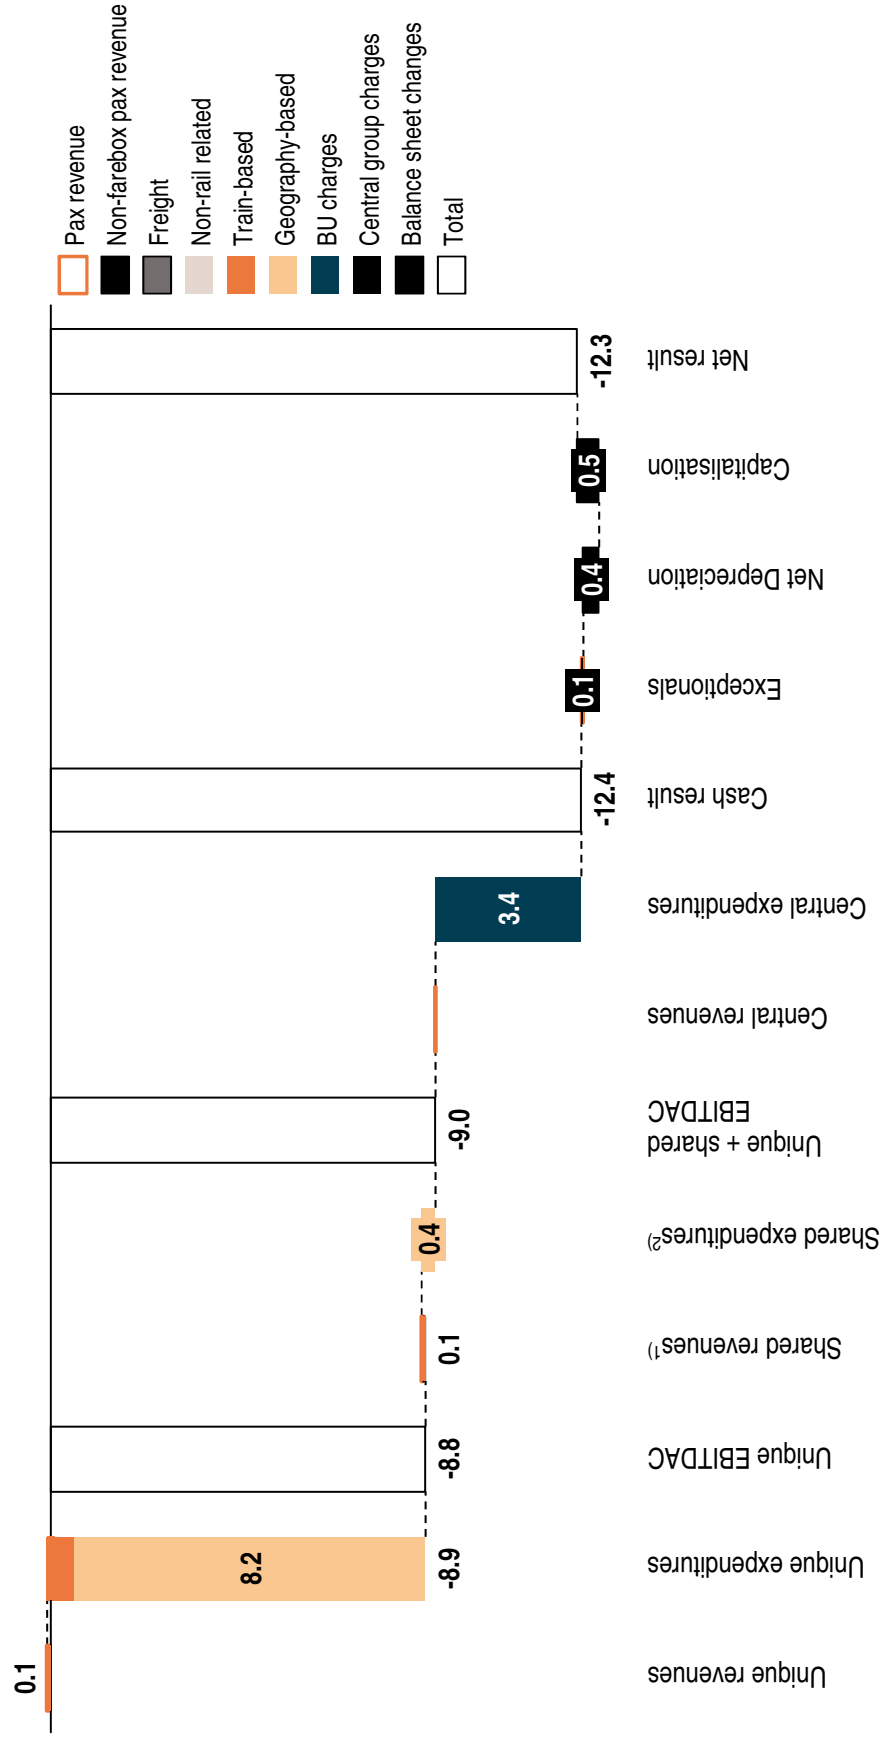 Pax revenue
Non-farebox pax revenue
Freight
Non-rail related
Train-based
Geography-based
BU charges
Central group charges
Balance sheet changes
Total
0.1
8.2
-8.9
-8.8
0.1
0.4
-9.0
3.4
-12.4
0.1
0.4
0.5
-12.3
Unique revenues
Unique expenditures
Unique EBITDAC
Shared revenues1)
Shared expenditures2)
Unique + shared
EBITDAC
Central revenues
Central expenditures
Cash result
Exceptionals
Net Depreciation
Capitalisation
Net result